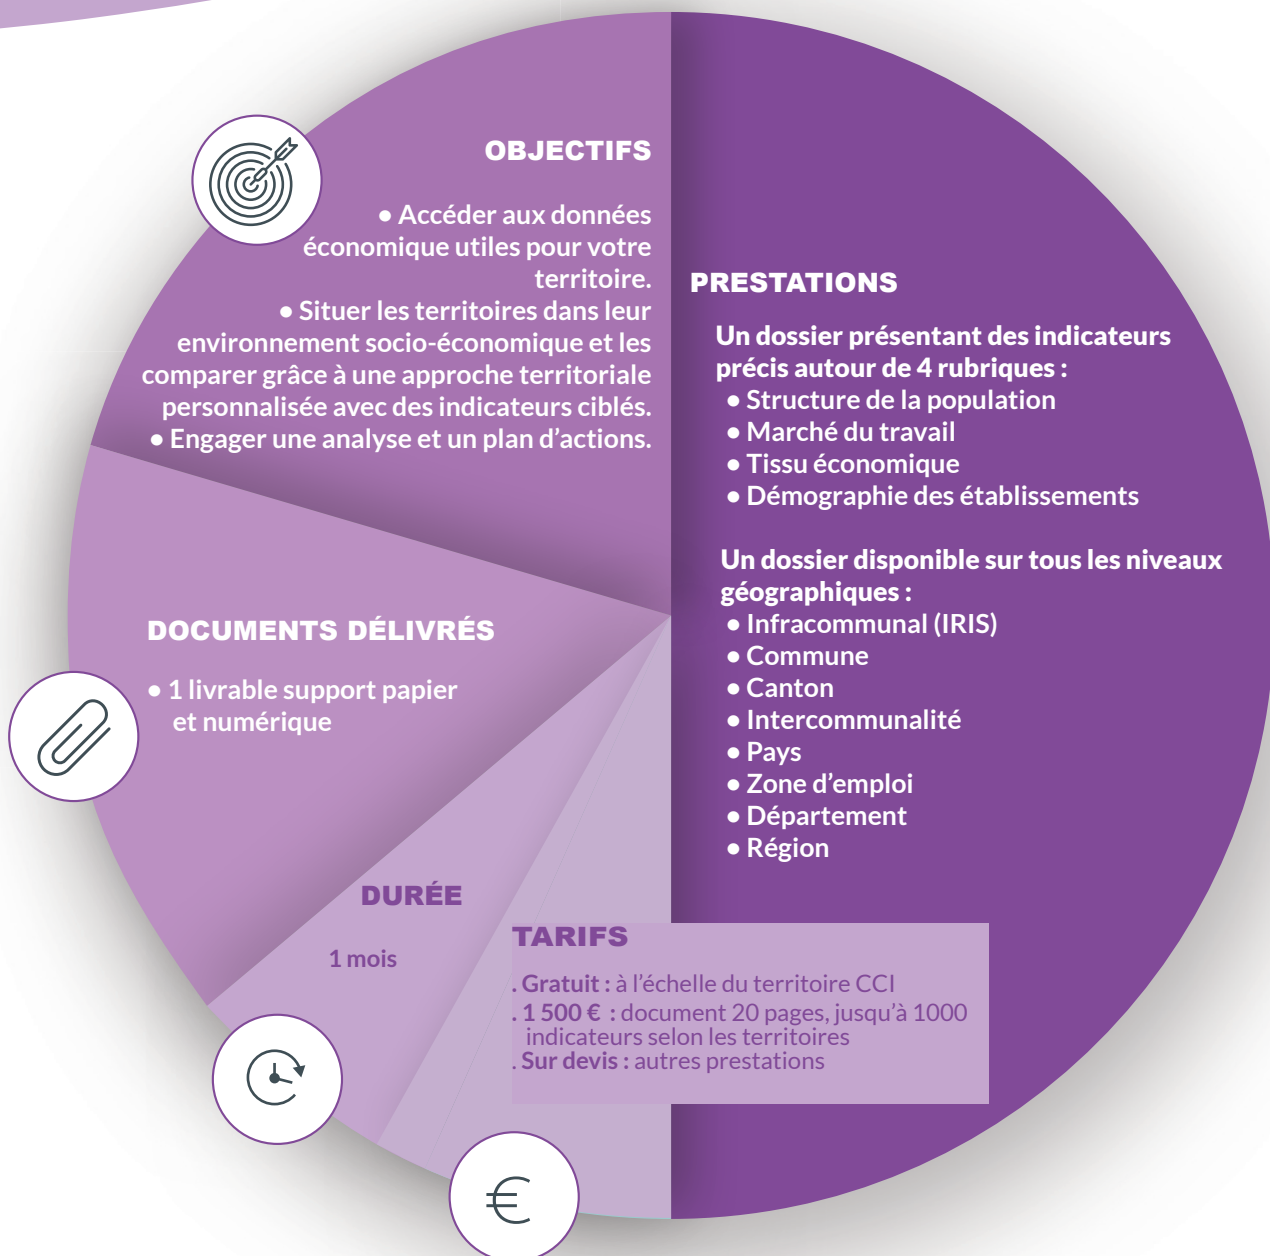 OBJECTIFS
● Accéder aux données
économique utiles pour votre
territoire.
● Situer les territoires dans leur
environnement socio-économique et les
comparer grâce à une approche territoriale
personnalisée avec des indicateurs ciblés.
● Engager une analyse et un plan d’actions.
PRESTATIONS
Un dossier présentant des indicateurs
précis autour de 4 rubriques :
● Structure de la population
● Marché du travail
● Tissu économique
● Démographie des établissements
Un dossier disponible sur tous les niveaux
géographiques :
● Infracommunal (IRIS)
● Commune
● Canton
● Intercommunalité
● Pays
● Zone d’emploi
● Département
● Région
DOCUMENTS DÉLIVRÉS
● 1 livrable support papier
et numérique
DURÉE
1 mois
TARIFS
. Gratuit : à l’échelle du territoire CCI
. 1 500 € : document 20 pages, jusqu’à 1000
indicateurs selon les territoires
. Sur devis : autres prestations
€